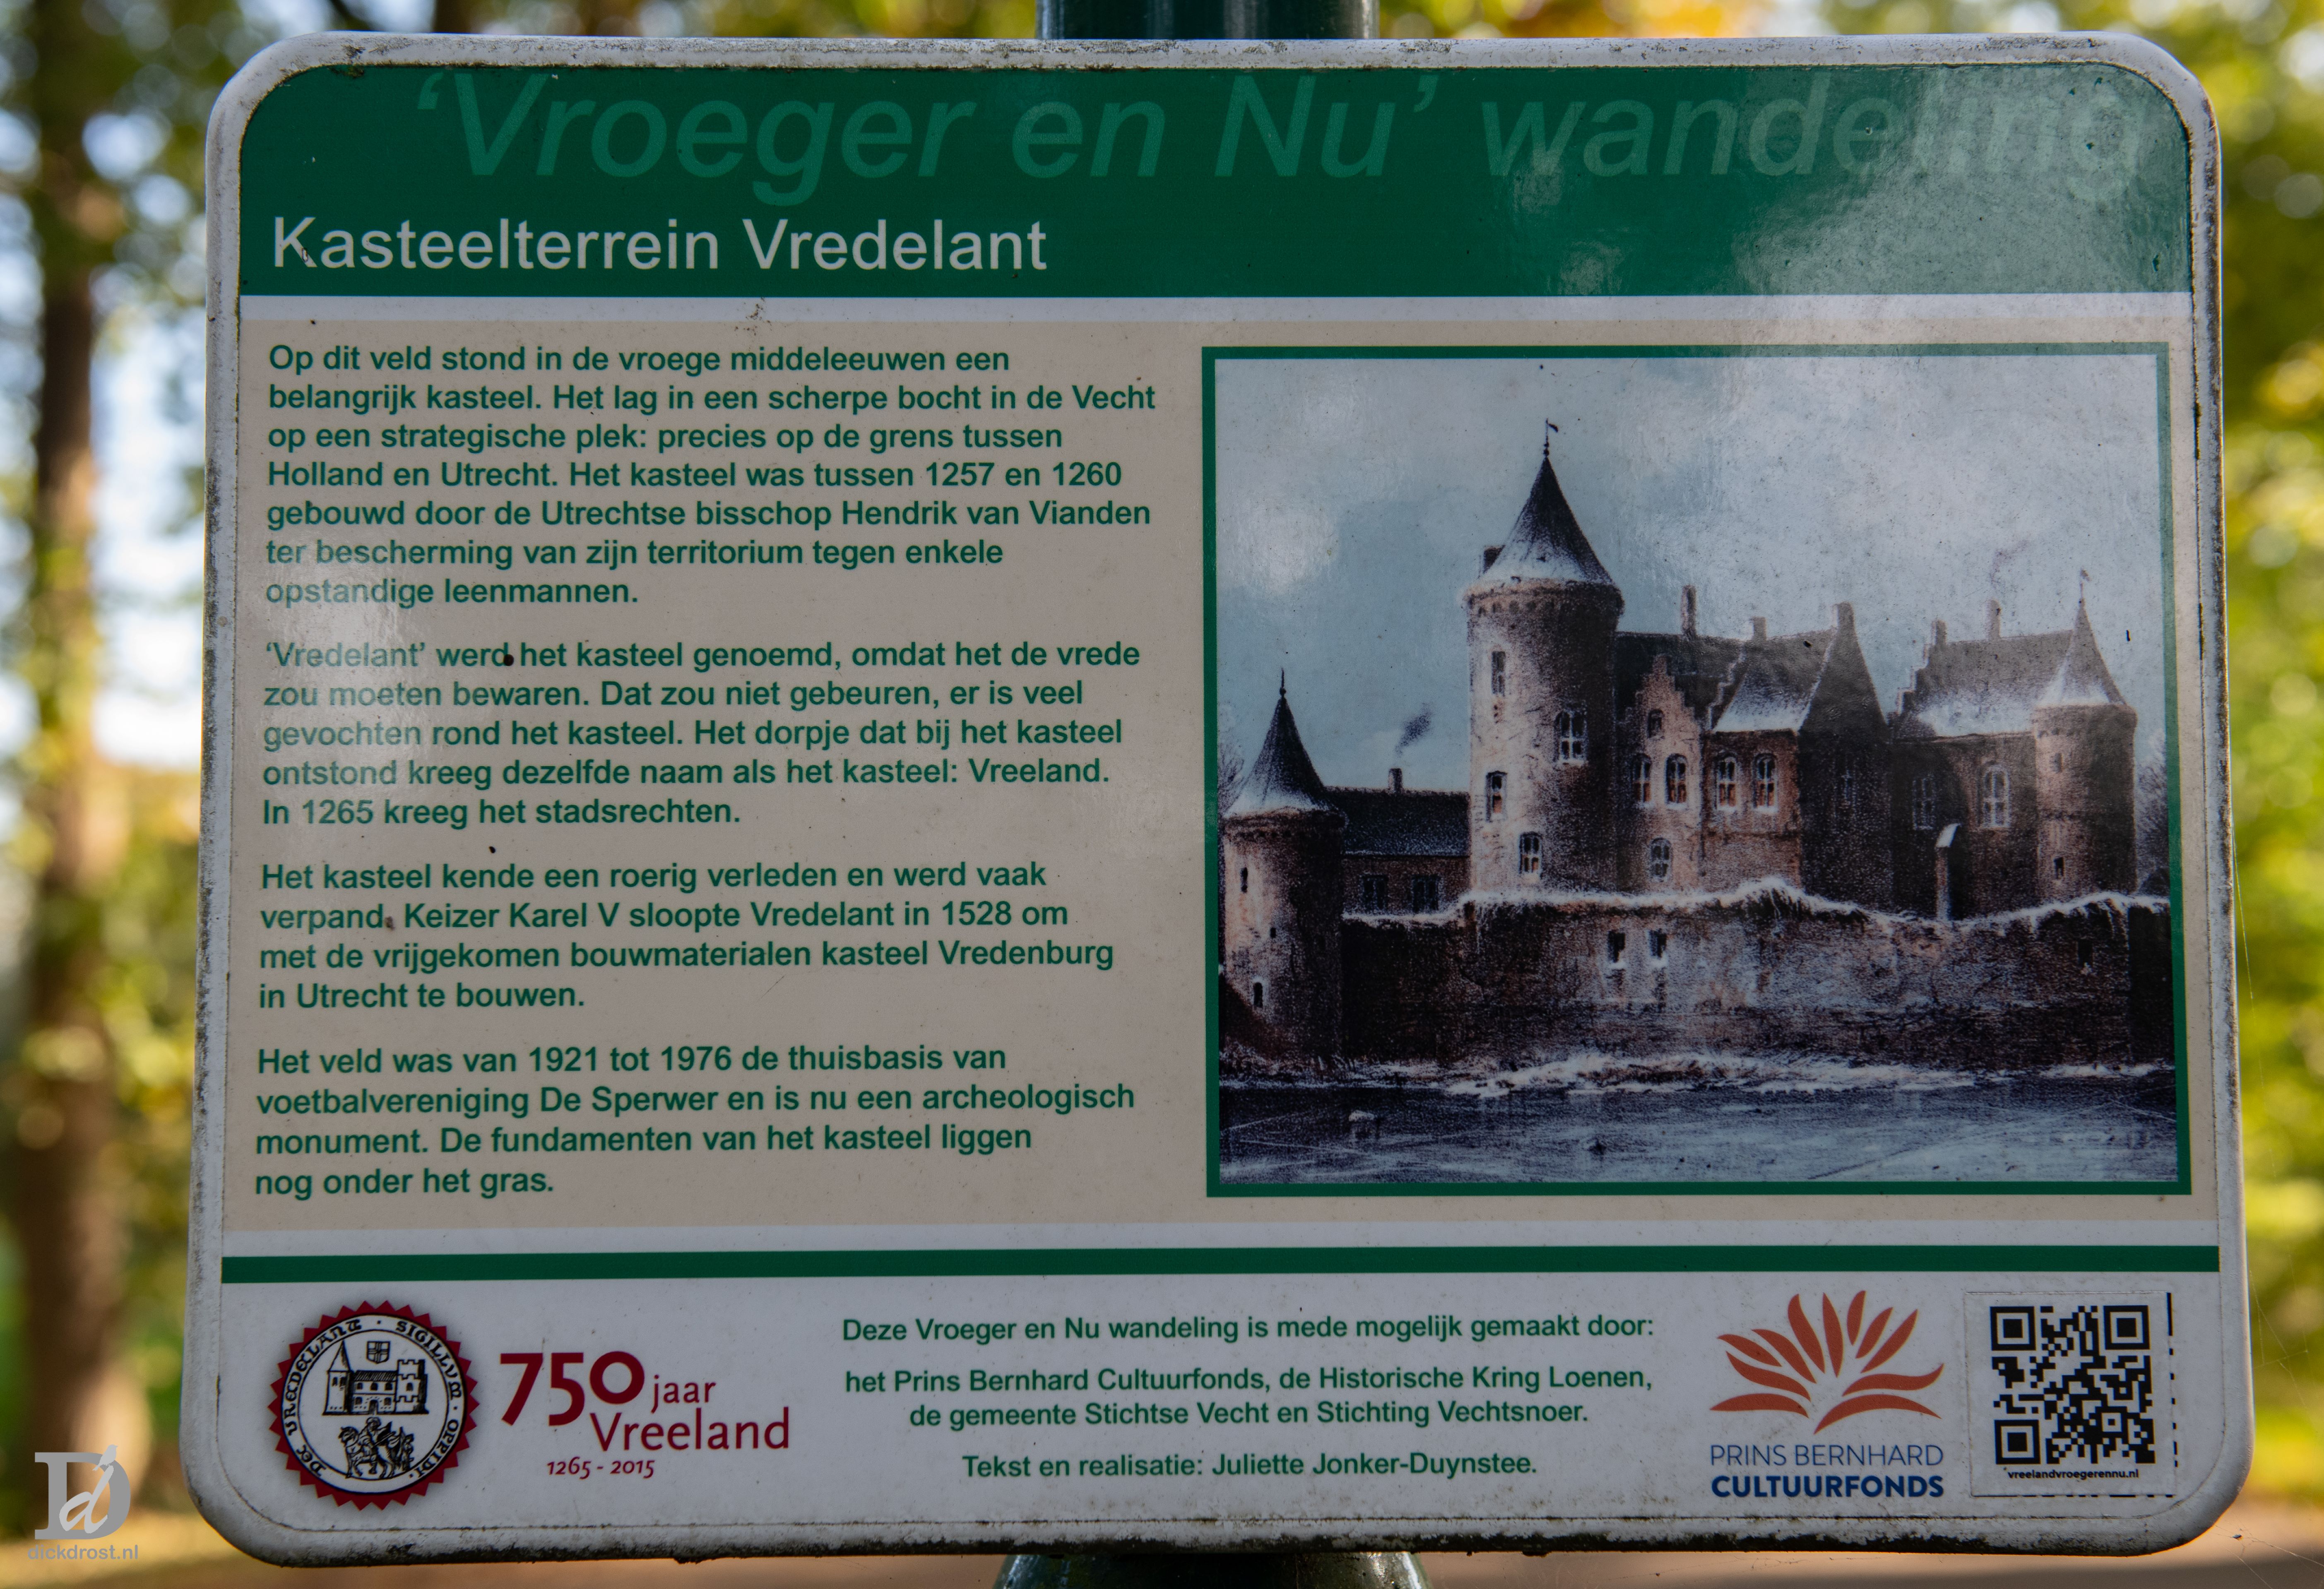 ‘Vroeger en Nu’ wandeling
Kasteelterrein Vredelant
Op dit veld stond in de vroege middeleeuwen een
belangrijk kasteel. Het lag in een scherpe bocht in de Vecht
op een strategische plek: precies op de grens tussen
Holland en Utrecht. Het kasteel was tussen 1257 en 1260
gebouwd door de Utrechtse bisschop Hendrik van Vianden
ter bescherming van zijn territorium tegen enkele
opstandige leenmannen.
‘Vredelant’ werd het kasteel genoemd, omdat het de vrede
zou moeten bewaren. Dat zou niet gebeuren, er is veel
gevochten rond het kasteel. Het dorpje dat bij het kasteel
ontstond kreeg dezelfde naam als het kasteel: Vreeland.
In 1265 kreeg het stadsrechten.
Het kasteel kende een roerig verleden en werd vaak
verpand. Keizer Karel V sloopte Vredelant in 1528 om
met de vrijgekomen bouwmaterialen kasteel Vredenburg
in Utrecht te bouwen.
Het veld was van 1921 tot 1976 de thuisbasis van
voetbalvereniging De Sperwer en is nu een archeologisch
monument. De fundamenten van het kasteel liggen
nog onder het gras.
SIGILLVM · OPPIDI ·
750 jaar
Vreeland
1265 - 2015
Deze Vroeger en Nu wandeling is mede mogelijk gemaakt door:
het Prins Bernhard Cultuurfonds, de Historische Kring Loenen,
de gemeente Stichtse Vecht en Stichting Vechtsnoer.
Tekst en realisatie: Juliette Jonker-Duynstee.
PRINS BERNHARD
CULTUURFONDS
vreelandvroegerennu.nl
dickdrost.nl